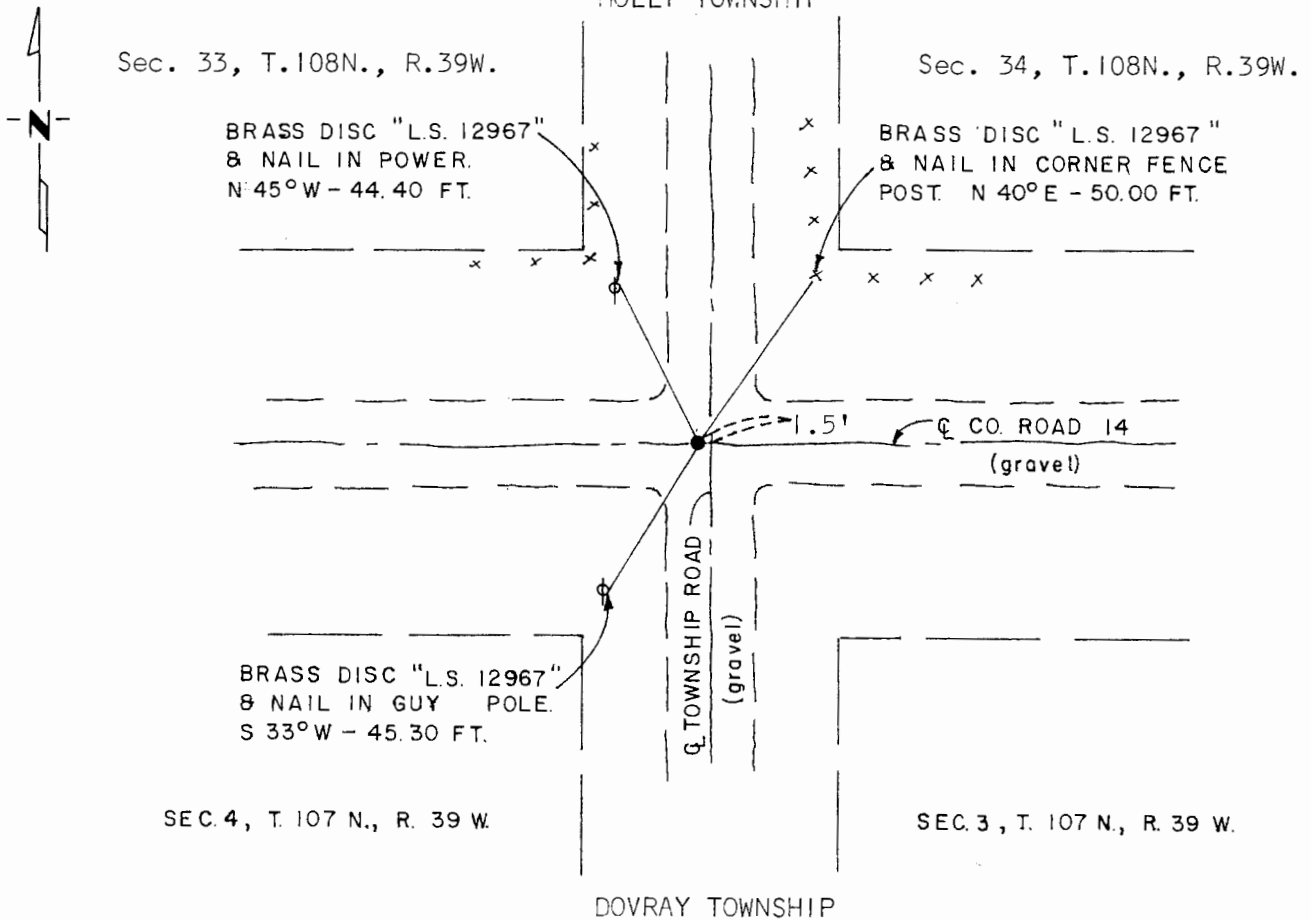 HOLLY TOWNSHIP
Sec. 33, T.108N., R.39W.
Sec. 34, T.108N., R.39W.
N
BRASS DISC "L.S. 12967"
& NAIL IN POWER.
N 45° W - 44.40 FT.
BRASS DISC "L.S. 12967"
& NAIL IN CORNER FENCE
POST. N 40° E - 50.00 FT.
1.5'
℄ CO. ROAD 14
(gravel)
℄ TOWNSHIP ROAD
(gravel)
BRASS DISC "L.S. 12967"
& NAIL IN GUY POLE.
S 33° W - 45.30 FT.
SEC. 4, T. 107 N., R. 39 W.
SEC. 3, T. 107 N., R. 39 W.
DOVRAY TOWNSHIP